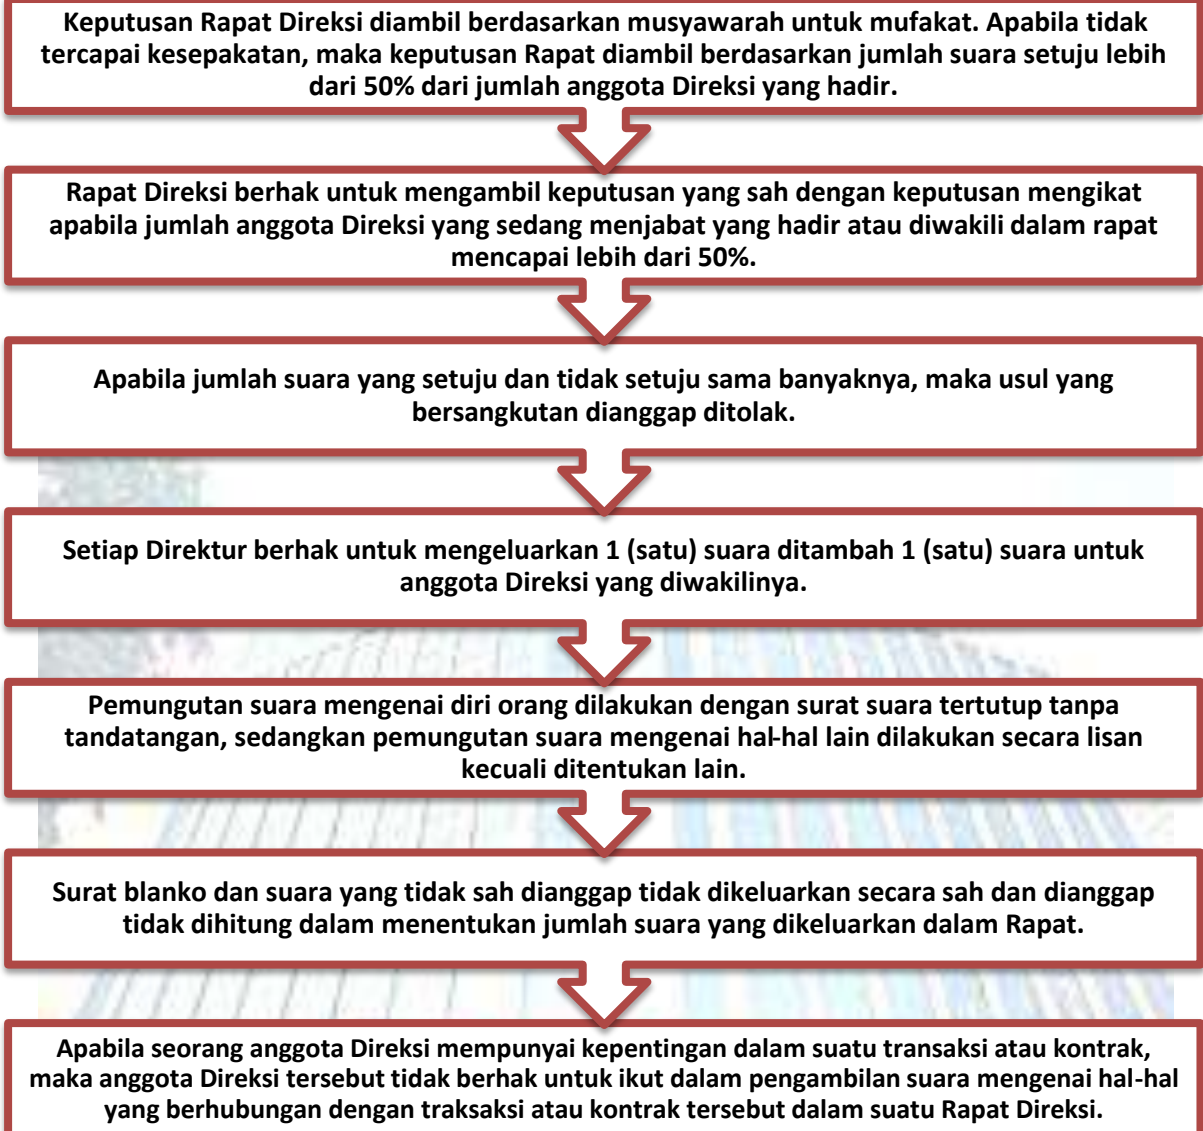 Keputusan Rapat Direksi diambil berdasarkan musyawarah untuk mufakat. Apabila tidak
tercapai kesepakatan, maka keputusan Rapat diambil berdasarkan jumlah suara setuju lebih
dari 50% dari jumlah anggota Direksi yang hadir.
Rapat Direksi berhak untuk mengambil keputusan yang sah dengan keputusan mengikat
apabila jumlah anggota Direksi yang sedang menjabat yang hadir atau diwakili dalam rapat
mencapai lebih dari 50%.
Apabila jumlah suara yang setuju dan tidak setuju sama banyaknya, maka usul yang
bersangkutan dianggap ditolak.
Setiap Direktur berhak untuk mengeluarkan 1 (satu) suara ditambah 1 (satu) suara untuk
anggota Direksi yang diwakilinya.
Pemungutan suara mengenai diri orang dilakukan dengan surat suara tertutup tanpa
tandatangan, sedangkan pemungutan suara mengenai hal-hal lain dilakukan secara lisan
kecuali ditentukan lain.
Surat blanko dan suara yang tidak sah dianggap tidak dikeluarkan secara sah dan dianggap
tidak dihitung dalam menentukan jumlah suara yang dikeluarkan dalam Rapat.
Apabila seorang anggota Direksi mempunyai kepentingan dalam suatu transaksi atau kontrak,
maka anggota Direksi tersebut tidak berhak untuk ikut dalam pengambilan suara mengenai hal-hal
yang berhubungan dengan traksaksi atau kontrak tersebut dalam suatu Rapat Direksi.